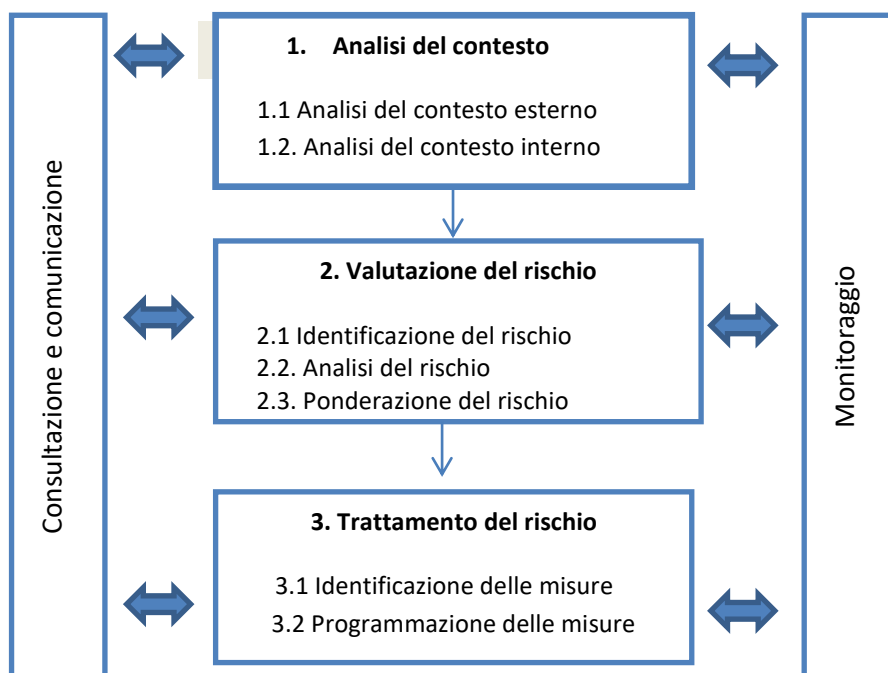 Consultazione e comunicazione
1. Analisi del contesto
1.1 Analisi del contesto esterno
1.2. Analisi del contesto interno
2. Valutazione del rischio
2.1 Identificazione del rischio
2.2. Analisi del rischio
2.3. Ponderazione del rischio
3. Trattamento del rischio
3.1 Identificazione delle misure
3.2 Programmazione delle misure
Monitoraggio